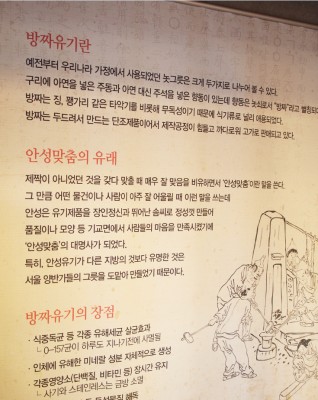 방짜유기란
예전부터 우리나라 가정에서 사용되었던 놋그릇은 크게 두가지로 나누어 볼 수 있다.
구리에 아연을 넣은 주동과 아연 대신 주석을 넣은 향동이 있는데 향동은 놋쇠로서 "방짜"라고 별칭되
방짜는 징, 꽹가리 같은 타악기를 비롯해 무독성이기 때문에 식기류로 널리 애용되었다.
방짜는 두드려서 만드는 단조제품이어서 제작공정이 힘들고 까다로워 고가로 판매되고 있다.
안성맞춤의 유래
제짝이 아니었던 것을 갖다 맞출 때 매우 잘 맞음을 비유하면서 '안성맞춤'이란 말을 쓴다.
그 만큼 어떤 물건이나 사람이 아주 잘 어울릴 때 이런 말을 쓰는데
안성은 유기제품을 장인정신과 뛰어난 솜씨로 정성껏 만들어
품질이나 모양 등 기교면에서 사람들의 마음을 만족시켰기에
'안성맞춤'의 대명사가 되었다.
특히, 안성유기가 다른 지방의 것보다 유명한 것은
서울 양반가들의 그릇을 도맡아 만들었기 때문이다.
방짜유기의 장점
· 식중독균 등 각종 유해세균 살균효과
└ O-157균이 하루도 지나기전에 사멸됨
· 인체에 유해한 미네랄 성분 자체적으로 생성
· 각종영양소(단백질, 비타민 등) 장시간 유지
└ 사기와 스테인레스는 금방 소멸